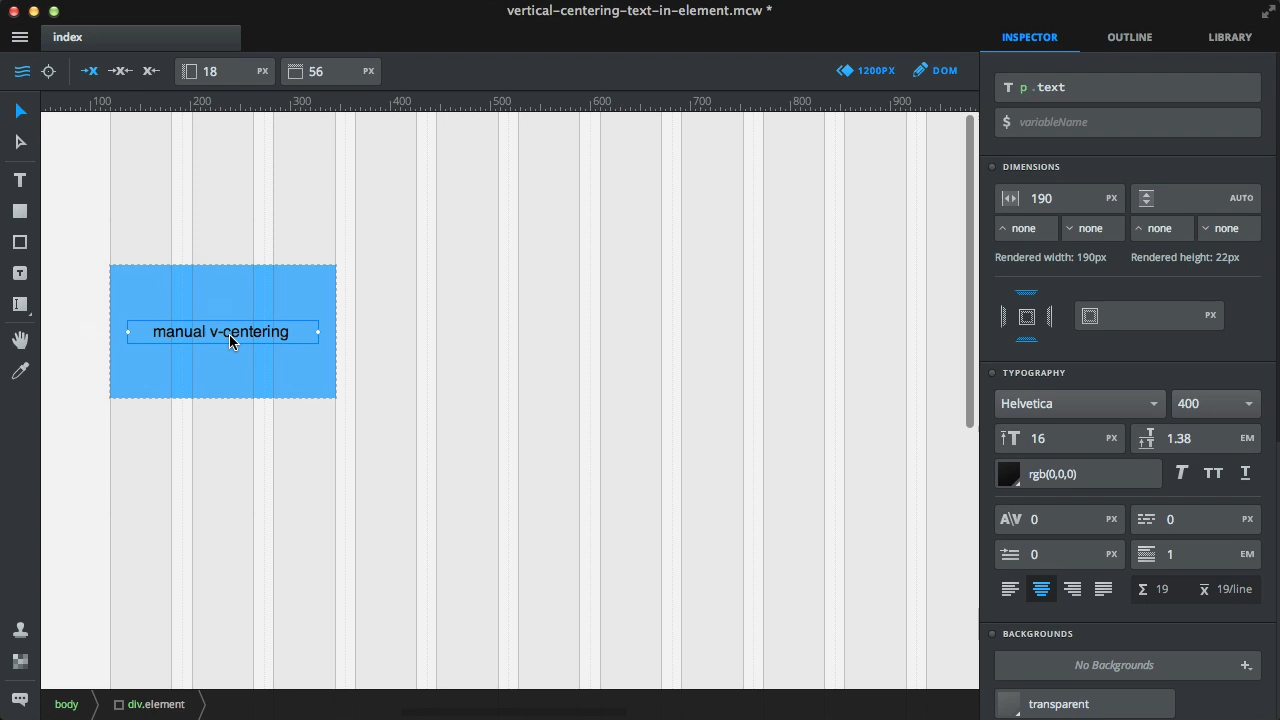 vertical-centering-text-in-element.mcw *
index
INSPECTOR OUTLINE LIBRARY
18 PX 56 PX 1200PX DOM
100 200 300 400 500 600 700 800 900
p .text
$ variableName
DIMENSIONS
190 PX AUTO
none none none none
Rendered width: 190px Rendered height: 22px
PX
manual v-centering
TYPOGRAPHY
Helvetica 400
16 PX 1.38 EM
rgb(0,0,0) T TT T
A\V 0 PX 0 PX
0 PX 1 EM
Σ 19 x 19/line
BACKGROUNDS
No Backgrounds
transparent
body div.element